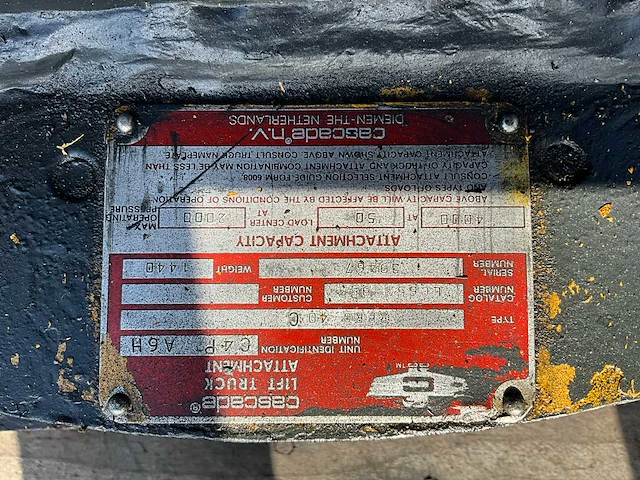 cascade®
LIFT TRUCK
ATTACHMENT
UNIT IDENTIFICATION
NUMBER
C4P A6H
TYPE 40C
CATALOG
NUMBER
CUSTOMER
NUMBER
SERIAL
NUMBER
WEIGHT 1440
ATTACHMENT CAPACITY
4000 AT 50 LOAD CENTER AT 2000 MAX OPERATING PRESSURE
ABOVE CAPACITY WILL BE AFFECTED BY THE CONDITIONS OF OPERATION
AND TYPES OF LOADS.
- CONSULT SELECTION GUIDE FORM 6008.
CAPACITY OF TRUCK AND ATTACHMENT COMBINATION MAY BE LESS THAN
ATTACHMENT CAPACITY SHOWN ABOVE CONSULT TRUCK NAMEPLATE
cascade® n.v.
DIEMEN-THE NETHERLANDS